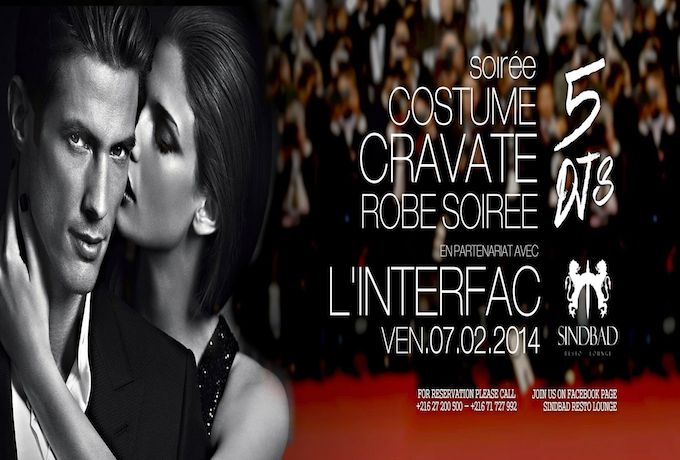 soirée
COSTUME
CRAVATE
ROBE SOIREE
5
DJ'S
EN PARTENARIAT AVEC
L'INTERFAC
VEN.07.02.2014
SINDBAD
RESTO LOUNGE
FOR RESERVATION PLEASE CALL
+216 27 200 500 – +216 71 727 992
JOIN US ON FACEBOOK PAGE
SINDBAD RESTO LOUNGE